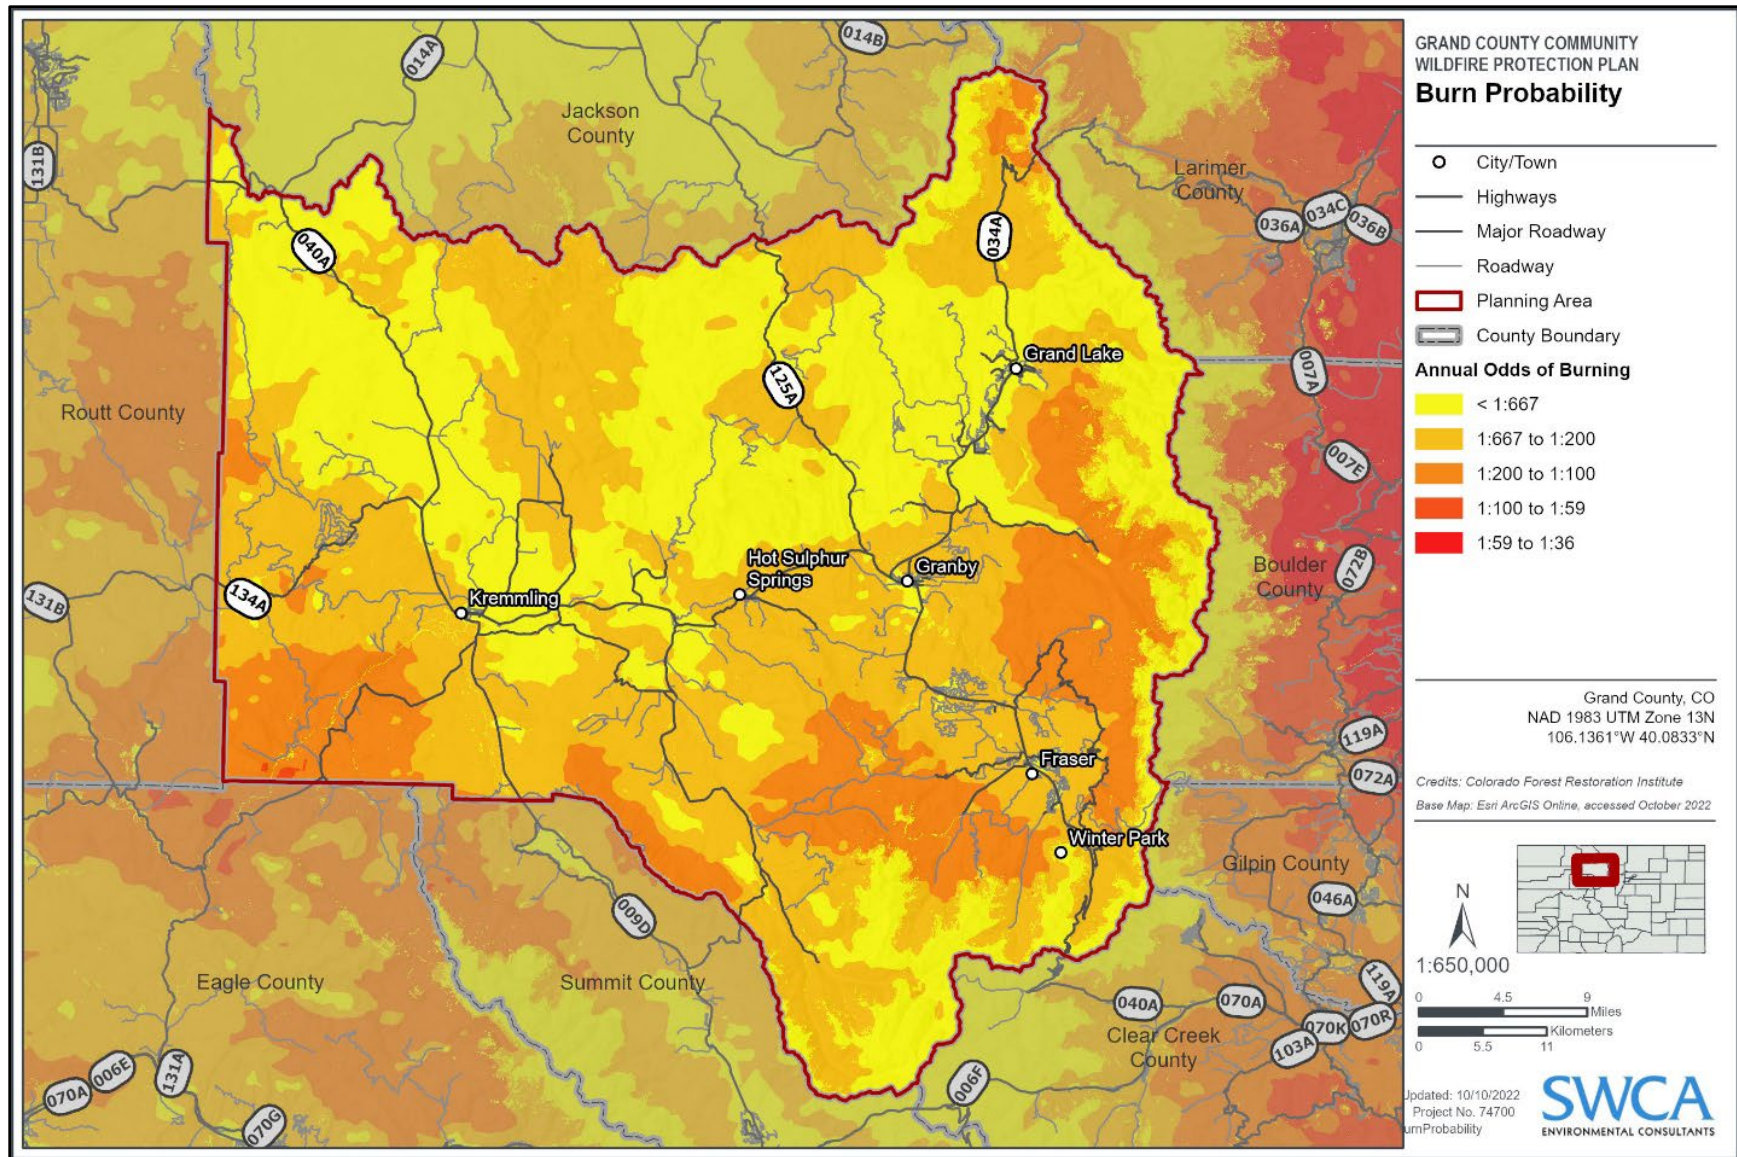 GRAND COUNTY COMMUNITY
WILDFIRE PROTECTION PLAN
Burn Probability
City/Town
Highways
Major Roadway
Roadway
Planning Area
County Boundary
Annual Odds of Burning
< 1:667
1:667 to 1:200
1:200 to 1:100
1:100 to 1:59
1:59 to 1:36
Grand County, CO
NAD 1983 UTM Zone 13N
106.1361°W 40.0833°N
Credits: Colorado Forest Restoration Institute
Base Map: Esri ArcGIS Online, accessed October 2022
N
1:650,000
0 4.5 9
Miles
Kilometers
0 5.5 11
Updated: 10/10/2022
Project No. 74700
urnProbability
SWCA
ENVIRONMENTAL CONSULTANTS
014A
014B
Jackson
County
131B
Larimer
County
036A
034C
036B
040A
034A
Grand Lake
007A
125A
Routt County
007E
Hot Sulphur
Springs
Granby
Boulder
County
072B
131B
134A
Kremmling
119A
Fraser
072A
Winter Park
Gilpin County
046A
009D
Eagle County
Summit County
119A
040A
070A
070K
070R
Clear Creek
County
103A
070A
006E
131A
070G
006F